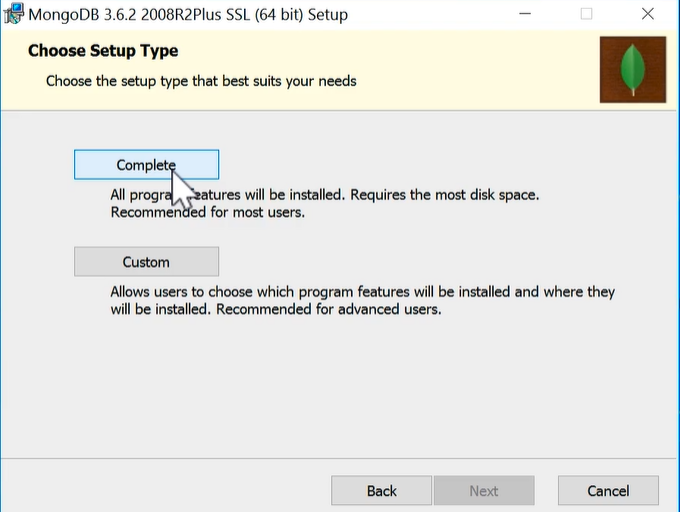 MongoDB 3.6.2 2008R2Plus SSL (64 bit) Setup
Choose Setup Type
Choose the setup type that best suits your needs
Complete
All program features will be installed. Requires the most disk space.
Recommended for most users.
Custom
Allows users to choose which program features will be installed and where they
will be installed. Recommended for advanced users.
Back
Next
Cancel